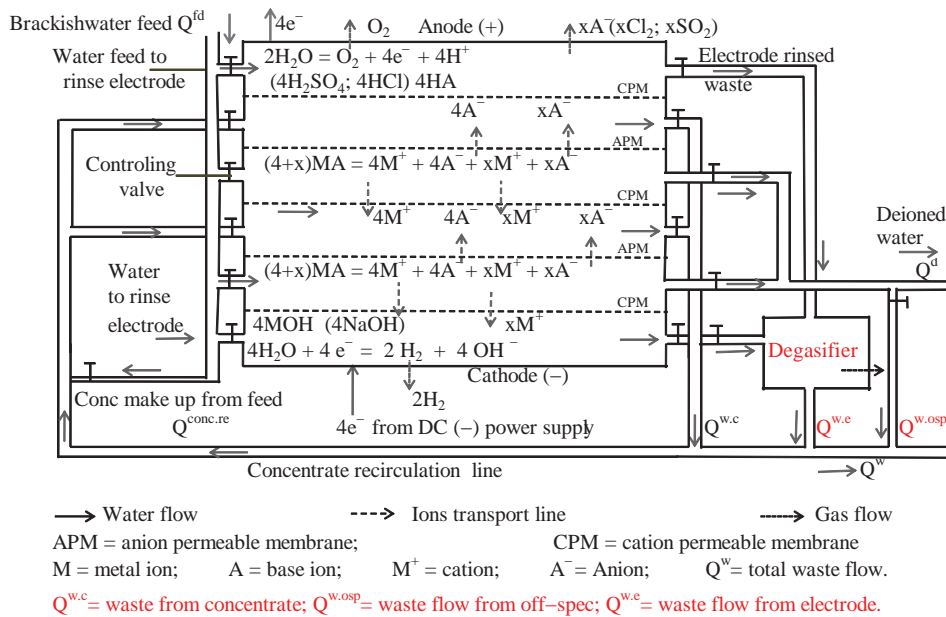 Brackishwater feed Q^fd
4e⁻
O₂
Anode (+)
xA⁻(xCl₂; xSO₂)
Water feed to
rinse electrode
2H₂O = O₂ + 4e⁻ + 4H⁺
(4H₂SO₄; 4HCl) 4HA
Electrode rinsed
waste
CPM
4A⁻
xA⁻
APM
Controling
valve
(4+x)MA = 4M⁺ + 4A⁻ + xM⁺ + xA⁻
CPM
4M⁺
4A⁻
xM⁺
xA⁻
Deioned
water
Q^d
APM
Water
to rinse
electrode
(4+x)MA = 4M⁺ + 4A⁻ + xM⁺ + xA⁻
CPM
4MOH (4NaOH)
xM⁺
4H₂O + 4 e⁻ = 2 H₂ + 4 OH⁻
Degasifier
Cathode (−)
Conc make up from feed
2H₂
Q^conc.re
4e⁻ from DC (−) power supply
Q^w.c
Q^w.e
Q^w.osp
Concentrate recirculation line
Q^w
Water flow
Ions transport line
Gas flow
APM = anion permeable membrane; CPM = cation permeable membrane
M = metal ion; A = base ion; M⁺ = cation; A⁻ = Anion; Q^w = total waste flow.
Q^w.c = waste from concentrate; Q^w.osp = waste flow from off−spec; Q^w.e = waste flow from electrode.